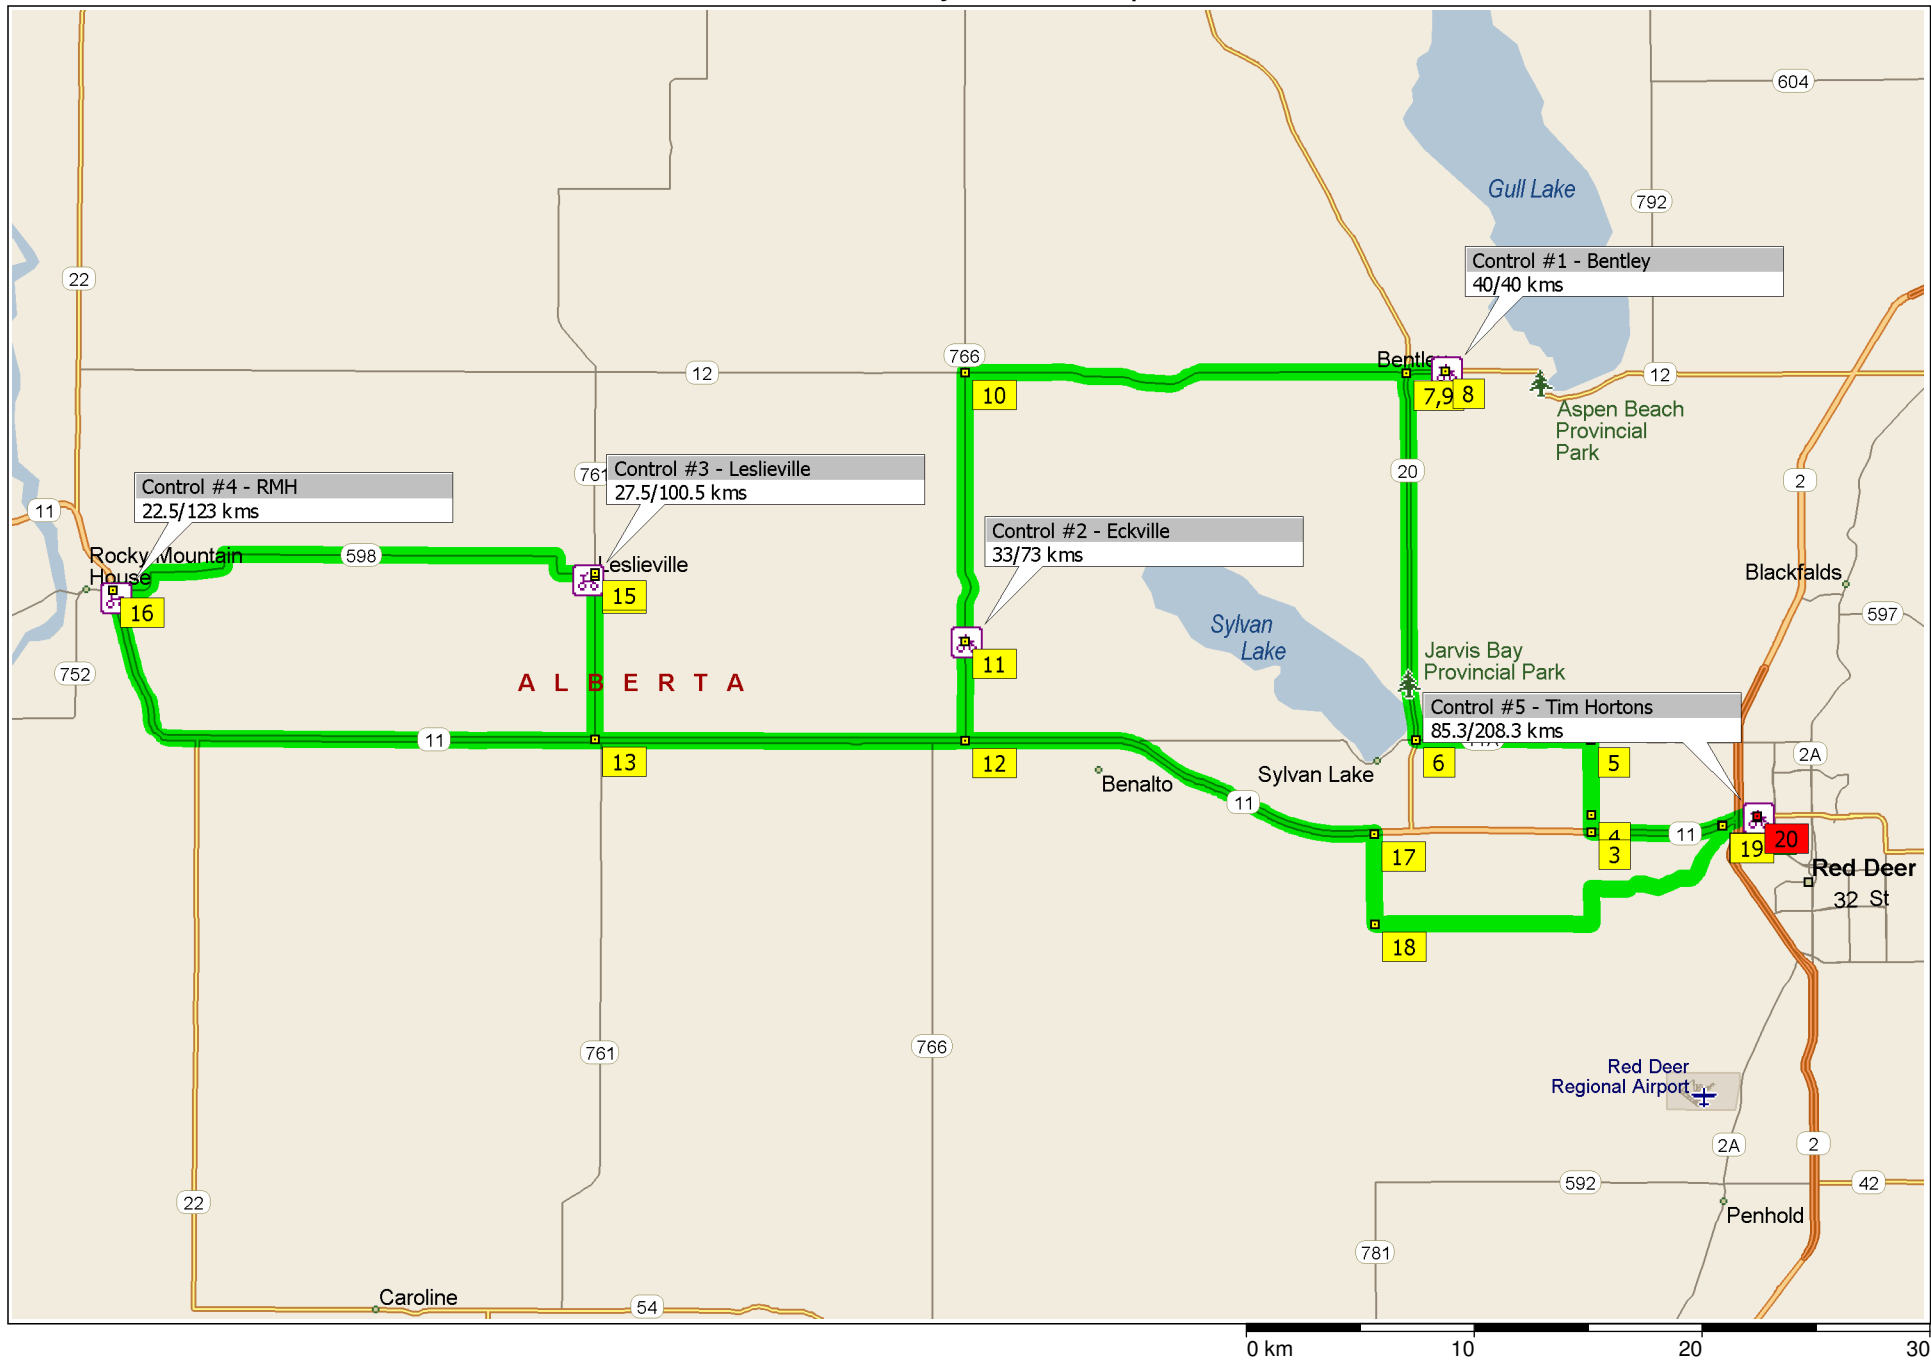 604
Gull Lake
792
22
Control #1 - Bentley
40/40 kms
766
Bentle
12
12
10
7,9
8
Aspen Beach
Provincial
Park
761
Control #3 - Leslieville
27.5/100.5 kms
20
2
Control #4 - RMH
22.5/123 kms
11
Control #2 - Eckville
33/73 kms
Rocky Mountain
House
598
Leslieville
Blackfalds
15
16
597
Sylvan
Lake
11
Jarvis Bay
Provincial Park
752
ALBERTA
Control #5 - Tim Hortons
85.3/208.3 kms
11
13
12
6
5
2A
Sylvan Lake
Benalto
11
4
11
3
17
19
20
Red Deer
32 St
18
761
766
Red Deer
Regional Airport
2A
2
592
42
22
Penhold
781
Caroline
54
0 km
10
20
30